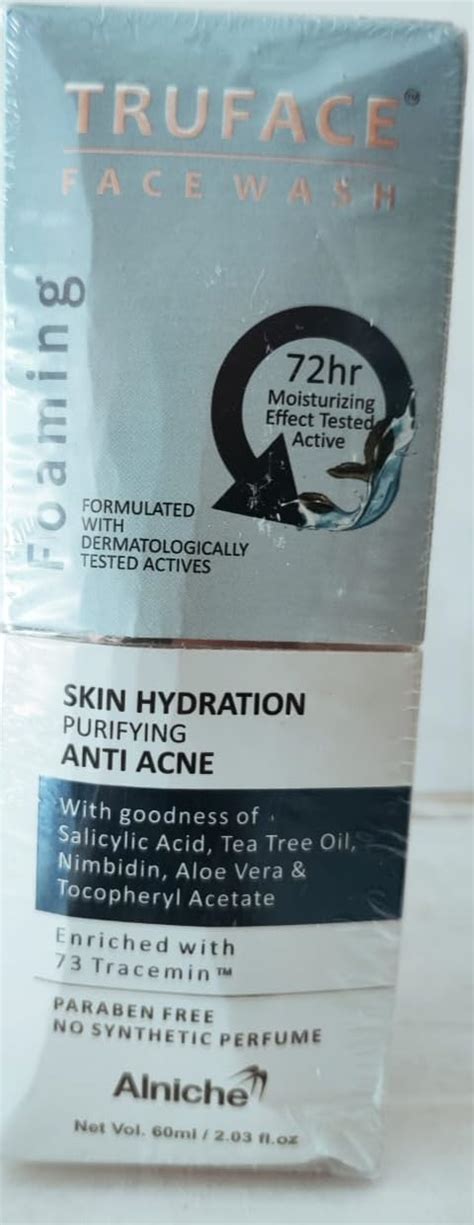 TRUFACE
FACE WASH
Foaming
72hr
Moisturizing
Effect Tested
Active
FORMULATED
WITH
DERMATOLOGICALLY
TESTED ACTIVES
SKIN HYDRATION
PURIFYING
ANTI ACNE
With goodness of
Salicylic Acid, Tea Tree Oil,
Nimbidin, Aloe Vera &
Tocopheryl Acetate
Enriched with
73 Tracemin™
PARABEN FREE
NO SYNTHETIC PERFUME
Alniche
Net Vol. 60ml / 2.03 fl.oz